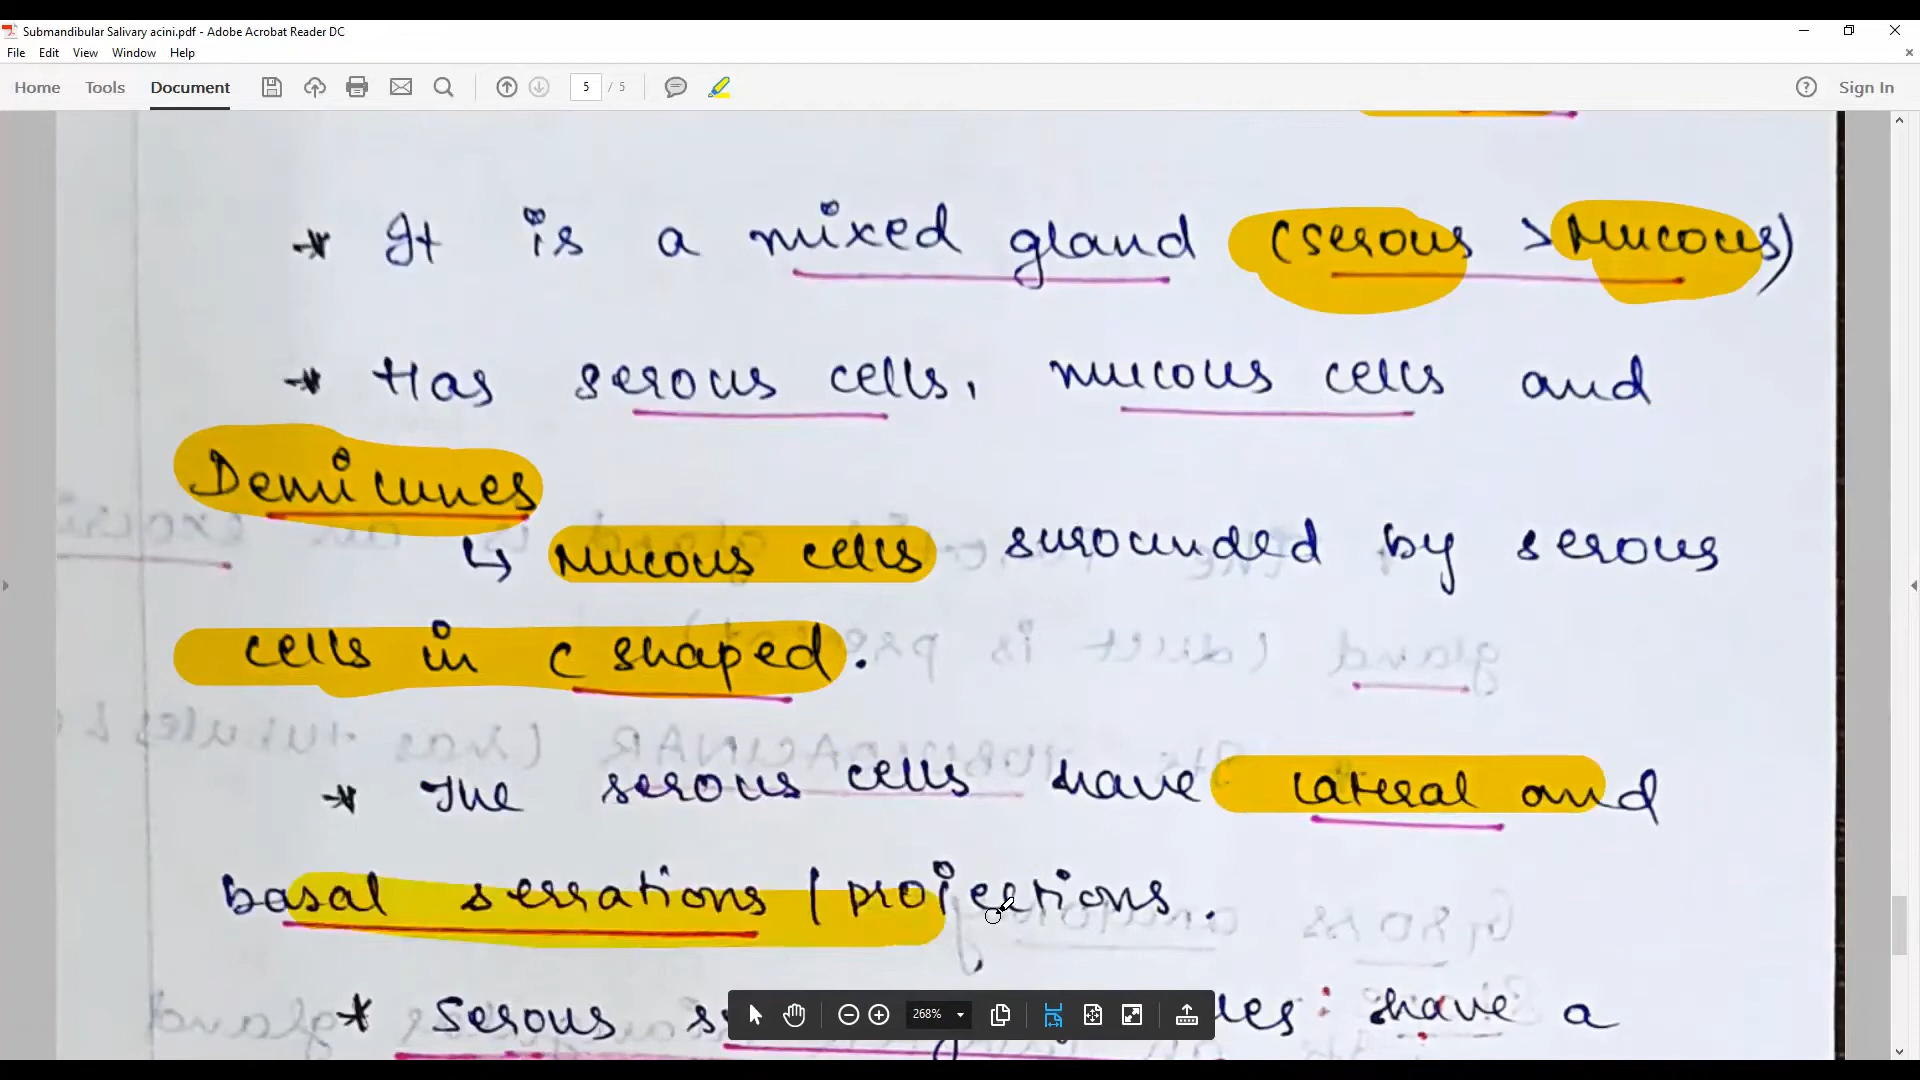 Submandibular Salivary acini.pdf - Adobe Acrobat Reader DC
File Edit View Window Help
Home Tools Document 5 / 5 Sign In
* It is a mixed gland (serous > Mucous)
* Has serous cells, mucous cells and
Demilunes
↳ Mucous cells surounded by serous
cells in c shaped.
* The serous cells have lateral and
basal serrations / projections.
* Serous have a
268%